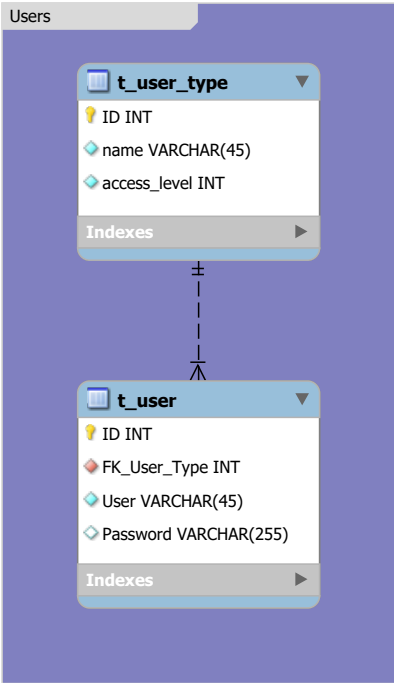 Users
t_user_type
ID INT
name VARCHAR(45)
access_level INT
Indexes
t_user
ID INT
FK_User_Type INT
User VARCHAR(45)
Password VARCHAR(255)
Indexes